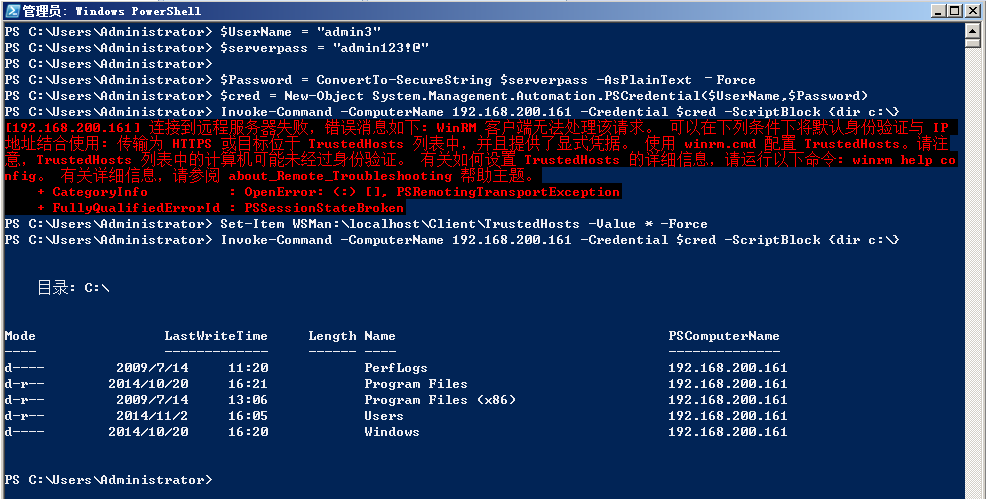 管理员: Windows PowerShell
PS C:\Users\Administrator> $UserName = "admin3"
PS C:\Users\Administrator> $serverpass = "admin123!@"
PS C:\Users\Administrator>
PS C:\Users\Administrator> $Password = ConvertTo-SecureString $serverpass -AsPlainText –Force
PS C:\Users\Administrator> $cred = New-Object System.Management.Automation.PSCredential($UserName,$Password)
PS C:\Users\Administrator> Invoke-Command -ComputerName 192.168.200.161 -Credential $cred -ScriptBlock {dir c:\}
[192.168.200.161] 连接到远程服务器失败，错误消息如下: WinRM 客户端无法处理该请求。 可以在下列条件下将默认身份验证与 IP
地址结合使用: 传输为 HTTPS 或目标位于 TrustedHosts 列表中，并且提供了显式凭据。 使用 winrm.cmd 配置 TrustedHosts。请注
意，TrustedHosts 列表中的计算机可能未经过身份验证。 有关如何设置 TrustedHosts 的详细信息，请运行以下命令: winrm help co
nfig。 有关详细信息，请参阅 about_Remote_Troubleshooting 帮助主题。
+ CategoryInfo : OpenError: (:) [], PSRemotingTransportException
+ FullyQualifiedErrorId : PSSessionStateBroken
PS C:\Users\Administrator> Set-Item WSMan:\localhost\Client\TrustedHosts -Value * -Force
PS C:\Users\Administrator> Invoke-Command -ComputerName 192.168.200.161 -Credential $cred -ScriptBlock {dir c:\}
目录: C:\
Mode LastWriteTime Length Name PSComputerName
---- ------------- ------ ---- --------------
d---- 2009/7/14 11:20 PerfLogs 192.168.200.161
d-r-- 2014/10/20 16:21 Program Files 192.168.200.161
d-r-- 2009/7/14 13:06 Program Files (x86) 192.168.200.161
d-r-- 2014/11/2 16:05 Users 192.168.200.161
d---- 2014/10/20 16:20 Windows 192.168.200.161
PS C:\Users\Administrator>